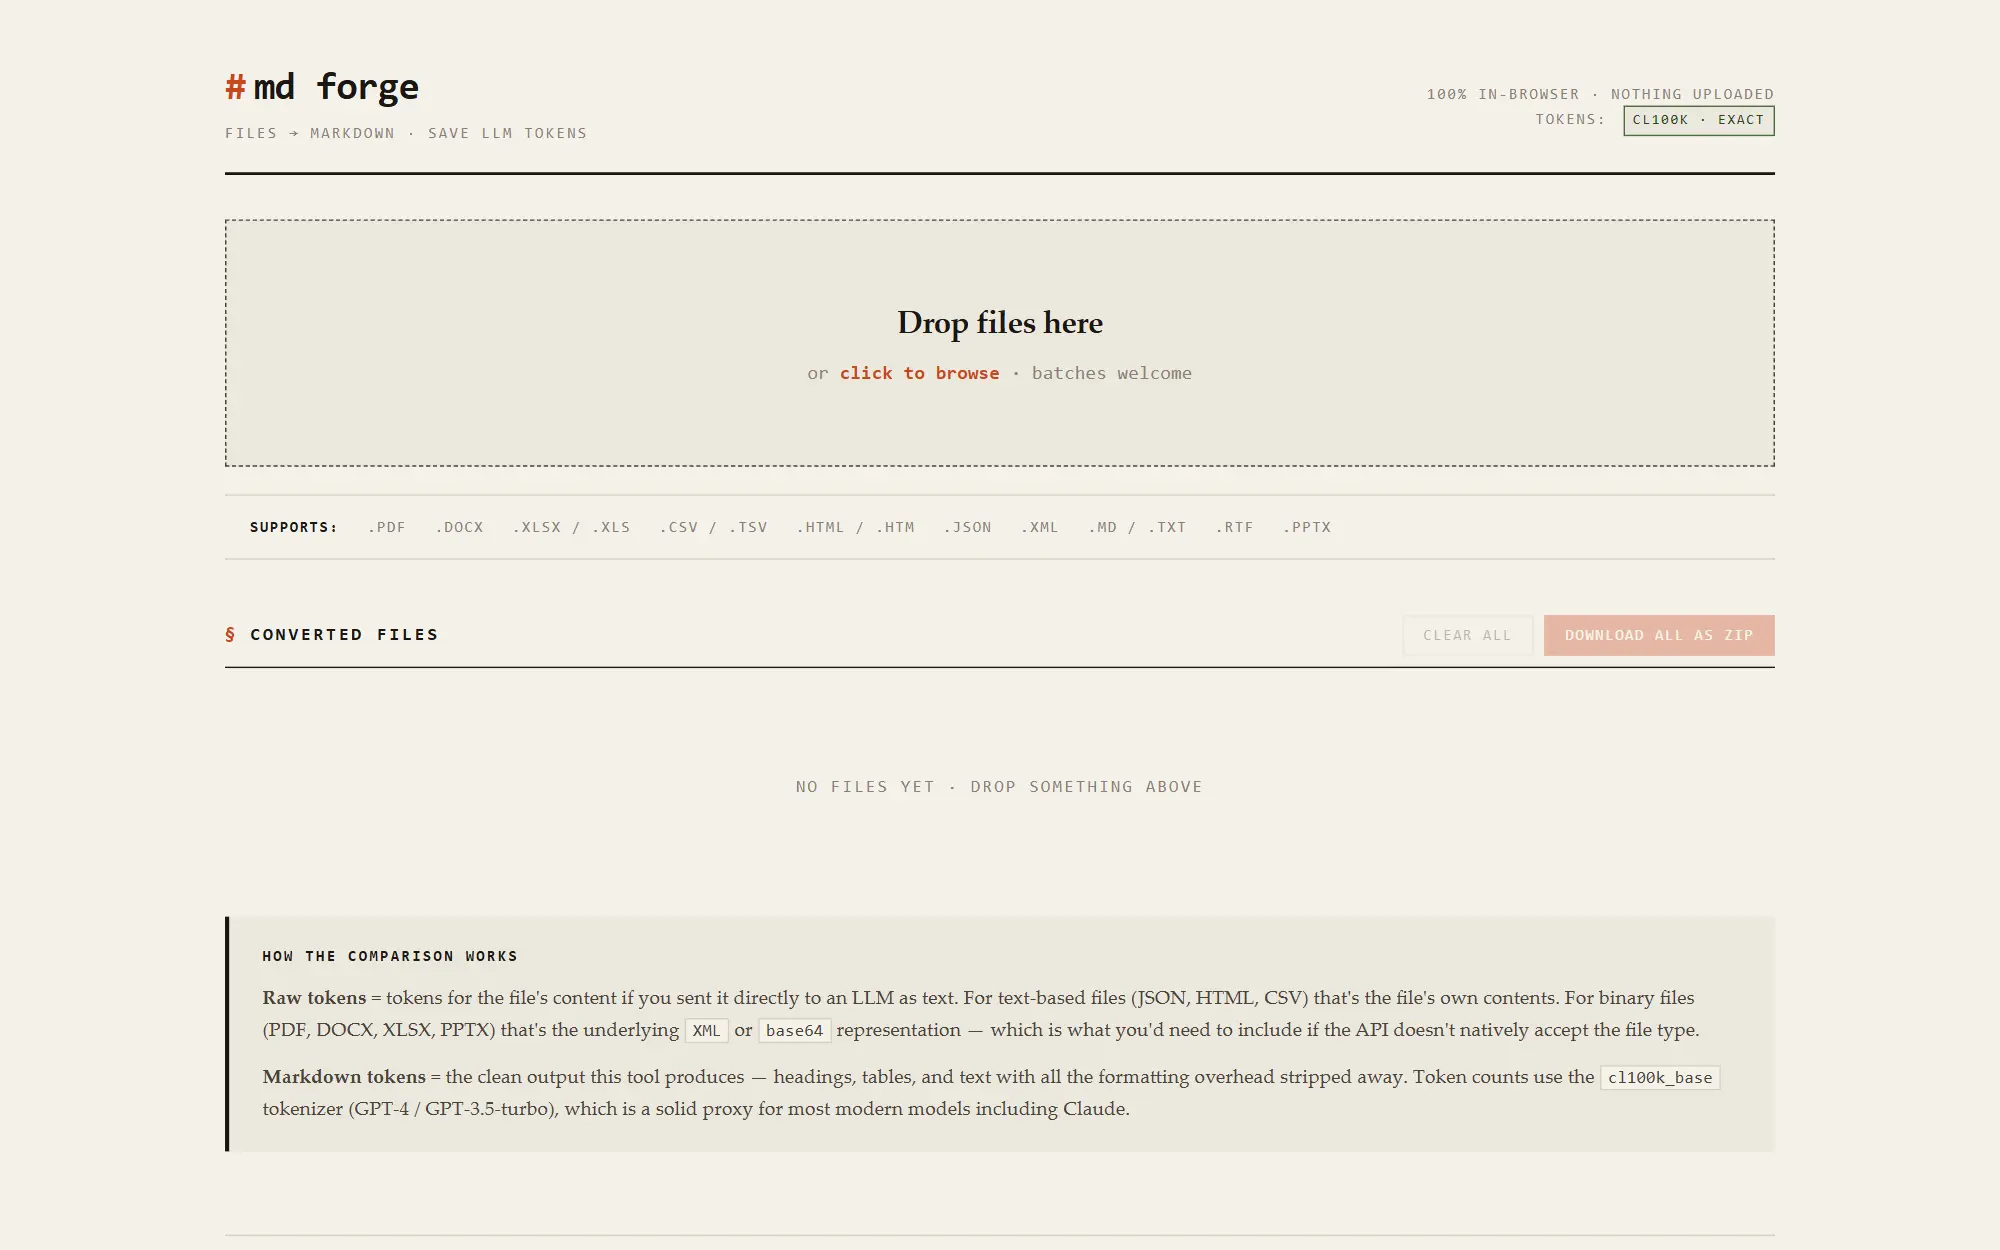 # md forge
FILES → MARKDOWN · SAVE LLM TOKENS
100% IN-BROWSER · NOTHING UPLOADED
TOKENS: CL100K · EXACT
Drop files here
or click to browse · batches welcome
SUPPORTS: .PDF .DOCX .XLSX / .XLS .CSV / .TSV .HTML / .HTM .JSON .XML .MD / .TXT .RTF .PPTX
§ CONVERTED FILES
CLEAR ALL
DOWNLOAD ALL AS ZIP
NO FILES YET · DROP SOMETHING ABOVE
HOW THE COMPARISON WORKS
Raw tokens = tokens for the file's content if you sent it directly to an LLM as text. For text-based files (JSON, HTML, CSV) that's the file's own contents. For binary files
(PDF, DOCX, XLSX, PPTX) that's the underlying XML or base64 representation — which is what you'd need to include if the API doesn't natively accept the file type.
Markdown tokens = the clean output this tool produces — headings, tables, and text with all the formatting overhead stripped away. Token counts use the cl100k_base
tokenizer (GPT-4 / GPT-3.5-turbo), which is a solid proxy for most modern models including Claude.